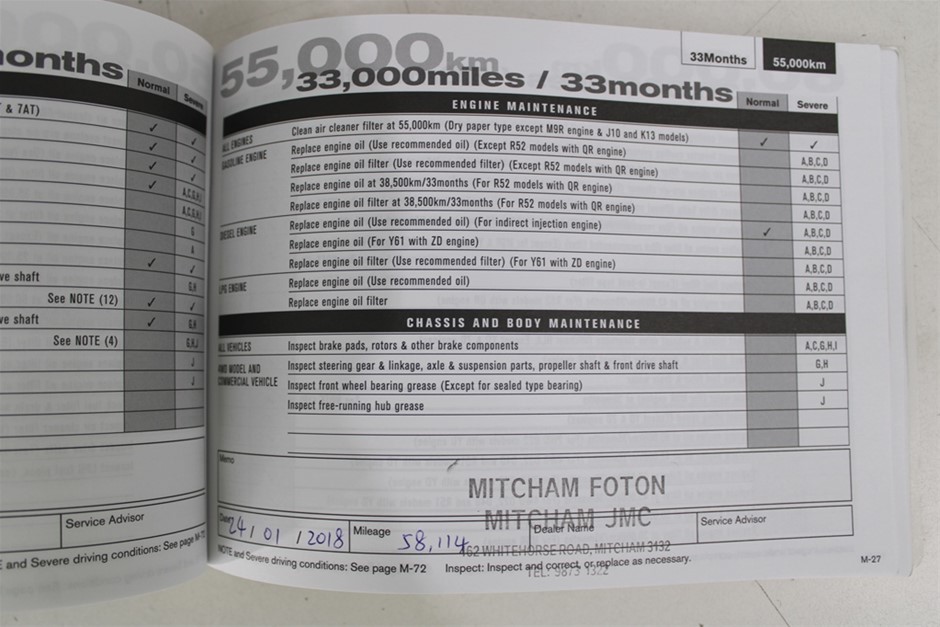 onths
Normal
Severe
T & 7AT)
✓
✓ ✓
✓ ✓
✓ ✓
A,C,G,H,I
A,C,G,H,I
G
A
✓ ✓
ve shaft G,H
See NOTE (12) ✓ ✓
ve shaft ✓ G,H
See NOTE (4) G,H,J
J
J
Service Advisor
E and Severe driving conditions: See page M-72
33Months 55,000km
55,000km
33,000miles / 33months
ENGINE MAINTENANCE Normal Severe
ALL ENGINES Clean air cleaner filter at 55,000km (Dry paper type except M9R engine & J10 and K13 models) ✓ ✓
GASOLINE ENGINE Replace engine oil (Use recommended oil) (Except R52 models with QR engine) A,B,C,D
Replace engine oil filter (Use recommended filter) (Except R52 models with QR engine) A,B,C,D
Replace engine oil at 38,500km/33months (For R52 models with QR engine) A,B,C,D
Replace engine oil filter at 38,500km/33months (For R52 models with QR engine) A,B,C,D
DIESEL ENGINE Replace engine oil (Use recommended oil) (For indirect injection engine) ✓ A,B,C,D
Replace engine oil (For Y61 with ZD engine) A,B,C,D
Replace engine oil filter (Use recommended filter) (For Y61 with ZD engine) A,B,C,D
LPG ENGINE Replace engine oil (Use recommended oil) A,B,C,D
Replace engine oil filter A,B,C,D
CHASSIS AND BODY MAINTENANCE
ALL VEHICLES Inspect brake pads, rotors & other brake components A,C,G,H,I
4WD MODEL AND COMMERCIAL VEHICLE Inspect steering gear & linkage, axle & suspension parts, propeller shaft & front drive shaft G,H
Inspect front wheel bearing grease (Except for sealed type bearing) J
Inspect free-running hub grease J
Memo
MITCHAM FOTON
MITCHAM JMC
Date 24/01/2018 Mileage 58,114 Dealer Name Service Advisor
462 WHITEHORSE ROAD, MITCHAM 3132
NOTE and Severe driving conditions: See page M-72 Inspect: Inspect and correct, or replace as necessary. M-27
TEL: 9873 1322